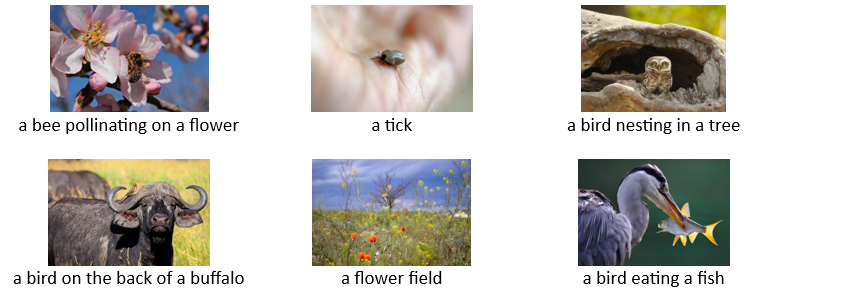 a bee pollinating on a flower
a tick
a bird nesting in a tree
a bird on the back of a buffalo
a flower field
a bird eating a fish